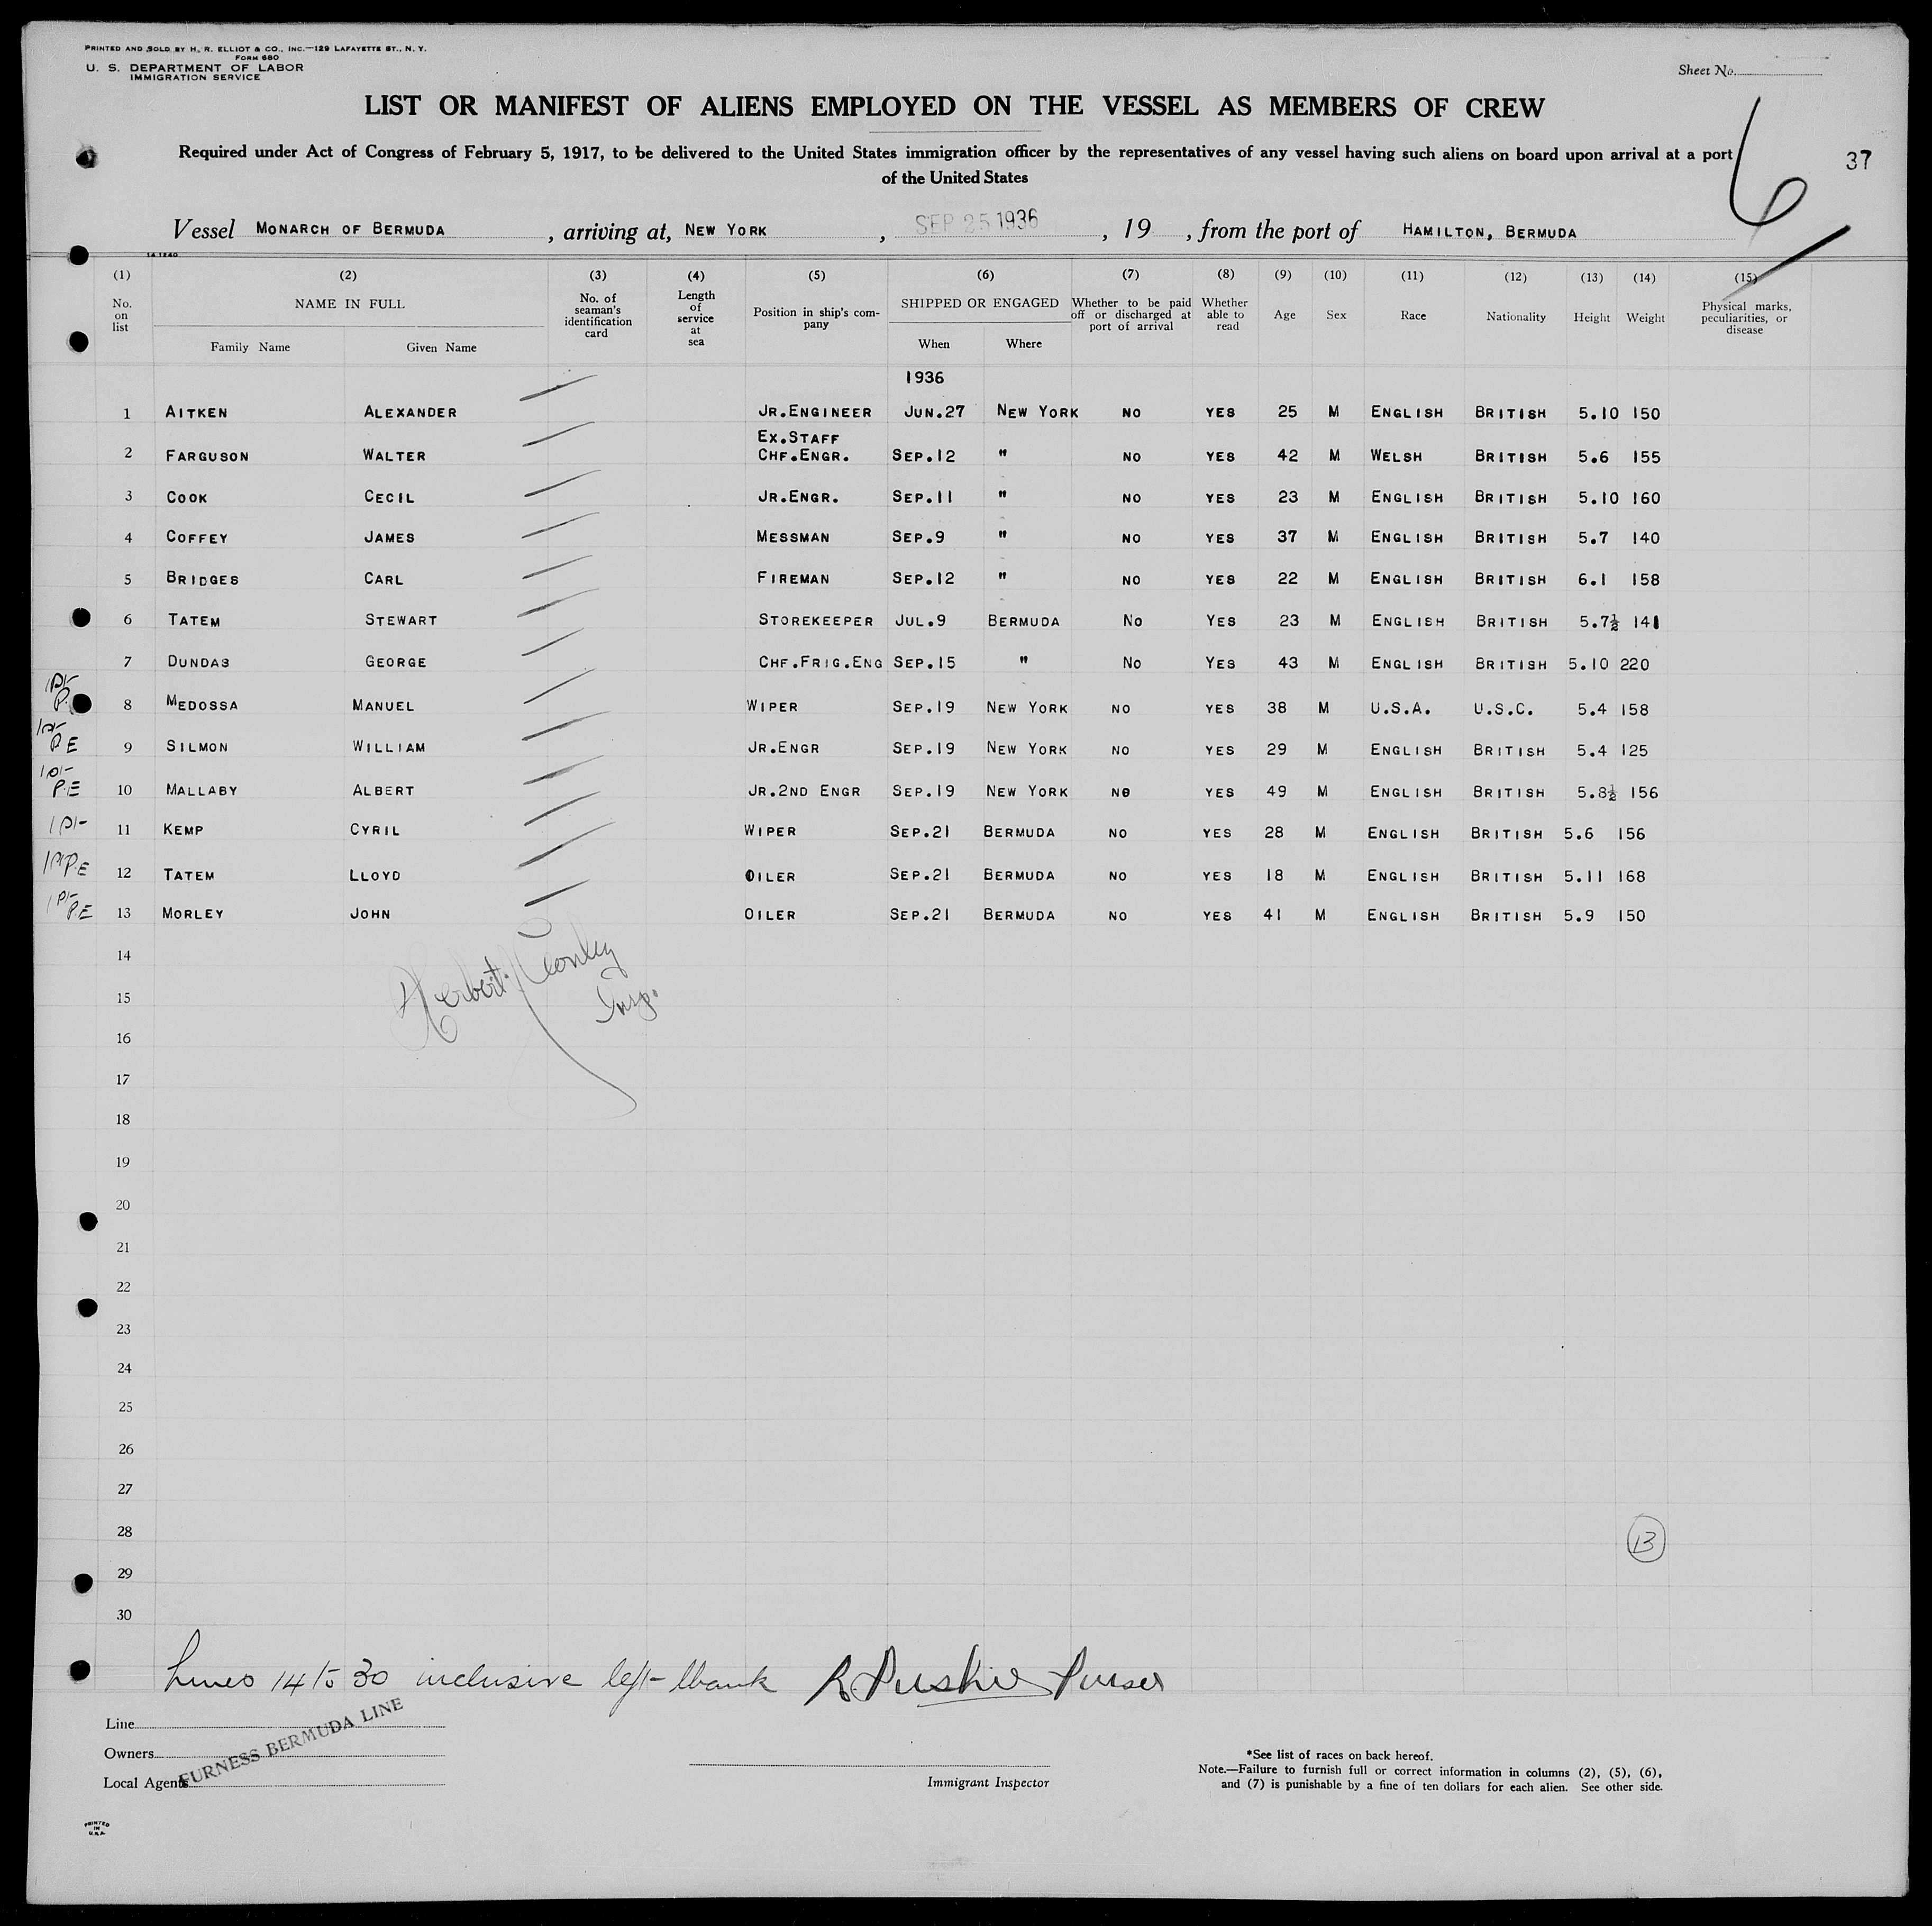 PRINTED AND SOLD BY H. R. ELLIOT & CO., INC.—129 LAFAYETTE ST., N. Y.
FORM 680
U. S. DEPARTMENT OF LABOR
IMMIGRATION SERVICE
Sheet No.
LIST OR MANIFEST OF ALIENS EMPLOYED ON THE VESSEL AS MEMBERS OF CREW
Required under Act of Congress of February 5, 1917, to be delivered to the United States immigration officer by the representatives of any vessel having such aliens on board upon arrival at a port
of the United States
6
37
Vessel MONARCH OF BERMUDA, arriving at, NEW YORK, SEP 25 1936, 19 , from the port of HAMILTON, BERMUDA
14 1240
(1) (2) (3) (4) (5) (6) (7) (8) (9) (10) (11) (12) (13) (14) (15)
No. on list NAME IN FULL Family Name Given Name No. of seaman's identification card Length of service at sea Position in ship's company SHIPPED OR ENGAGED When Where Whether to be paid off or discharged at port of arrival Whether able to read Age Sex Race Nationality Height Weight Physical marks, peculiarities, or disease
1936
1 AITKEN ALEXANDER JR.ENGINEER JUN.27 NEW YORK NO YES 25 M ENGLISH BRITISH 5.10 150
EX.STAFF
2 FARGUSON WALTER CHF.ENGR. SEP.12 " NO YES 42 M WELSH BRITISH 5.6 155
3 COOK CECIL JR.ENGR. SEP.11 " NO YES 23 M ENGLISH BRITISH 5.10 160
4 COFFEY JAMES MESSMAN SEP.9 " NO YES 37 M ENGLISH BRITISH 5.7 140
5 BRIDGES CARL FIREMAN SEP.12 " NO YES 22 M ENGLISH BRITISH 6.1 158
6 TATEM STEWART STOREKEEPER JUL.9 BERMUDA NO YES 23 M ENGLISH BRITISH 5.7½ 141
7 DUNDAS GEORGE CHF.FRIG.ENG SEP.15 " NO YES 43 M ENGLISH BRITISH 5.10 220
8 MEDOSSA MANUEL WIPER SEP.19 NEW YORK NO YES 38 M U.S.A. U.S.C. 5.4 158
P E 9 SILMON WILLIAM JR.ENGR SEP.19 NEW YORK NO YES 29 M ENGLISH BRITISH 5.4 125
P.E 10 MALLABY ALBERT JR.2ND ENGR SEP.19 NEW YORK NO YES 49 M ENGLISH BRITISH 5.8½ 156
11 KEMP CYRIL WIPER SEP.21 BERMUDA NO YES 28 M ENGLISH BRITISH 5.6 156
P.E 12 TATEM LLOYD OILER SEP.21 BERMUDA NO YES 18 M ENGLISH BRITISH 5.11 168
P.E 13 MORLEY JOHN OILER SEP.21 BERMUDA NO YES 41 M ENGLISH BRITISH 5.9 150
14
Herbert Insp.
15
16
17
18
19
20
21
22
23
24
25
26
27
28
13
29
30
Lines 14 to 30 inclusive left blank R. Purser
Line
FURNESS BERMUDA LINE
Owners
Local Agents
Immigrant Inspector
*See list of races on back hereof.
Note.—Failure to furnish full or correct information in columns (2), (5), (6),
and (7) is punishable by a fine of ten dollars for each alien. See other side.
PRINTED
IN
U.S.A.